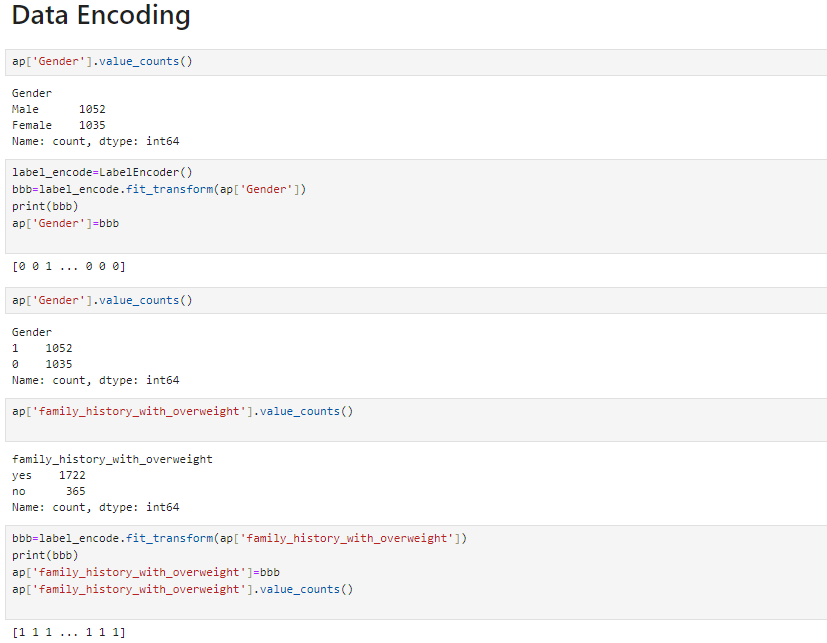 Data Encoding
ap['Gender'].value_counts()
Gender
Male      1052
Female    1035
Name: count, dtype: int64
label_encode=LabelEncoder()
bbb=label_encode.fit_transform(ap['Gender'])
print(bbb)
ap['Gender']=bbb
[0 0 1 ... 0 0 0]
ap['Gender'].value_counts()
Gender
1    1052
0    1035
Name: count, dtype: int64
ap['family_history_with_overweight'].value_counts()
family_history_with_overweight
yes    1722
no      365
Name: count, dtype: int64
bbb=label_encode.fit_transform(ap['family_history_with_overweight'])
print(bbb)
ap['family_history_with_overweight']=bbb
ap['family_history_with_overweight'].value_counts()
[1 1 1 ... 1 1 1]